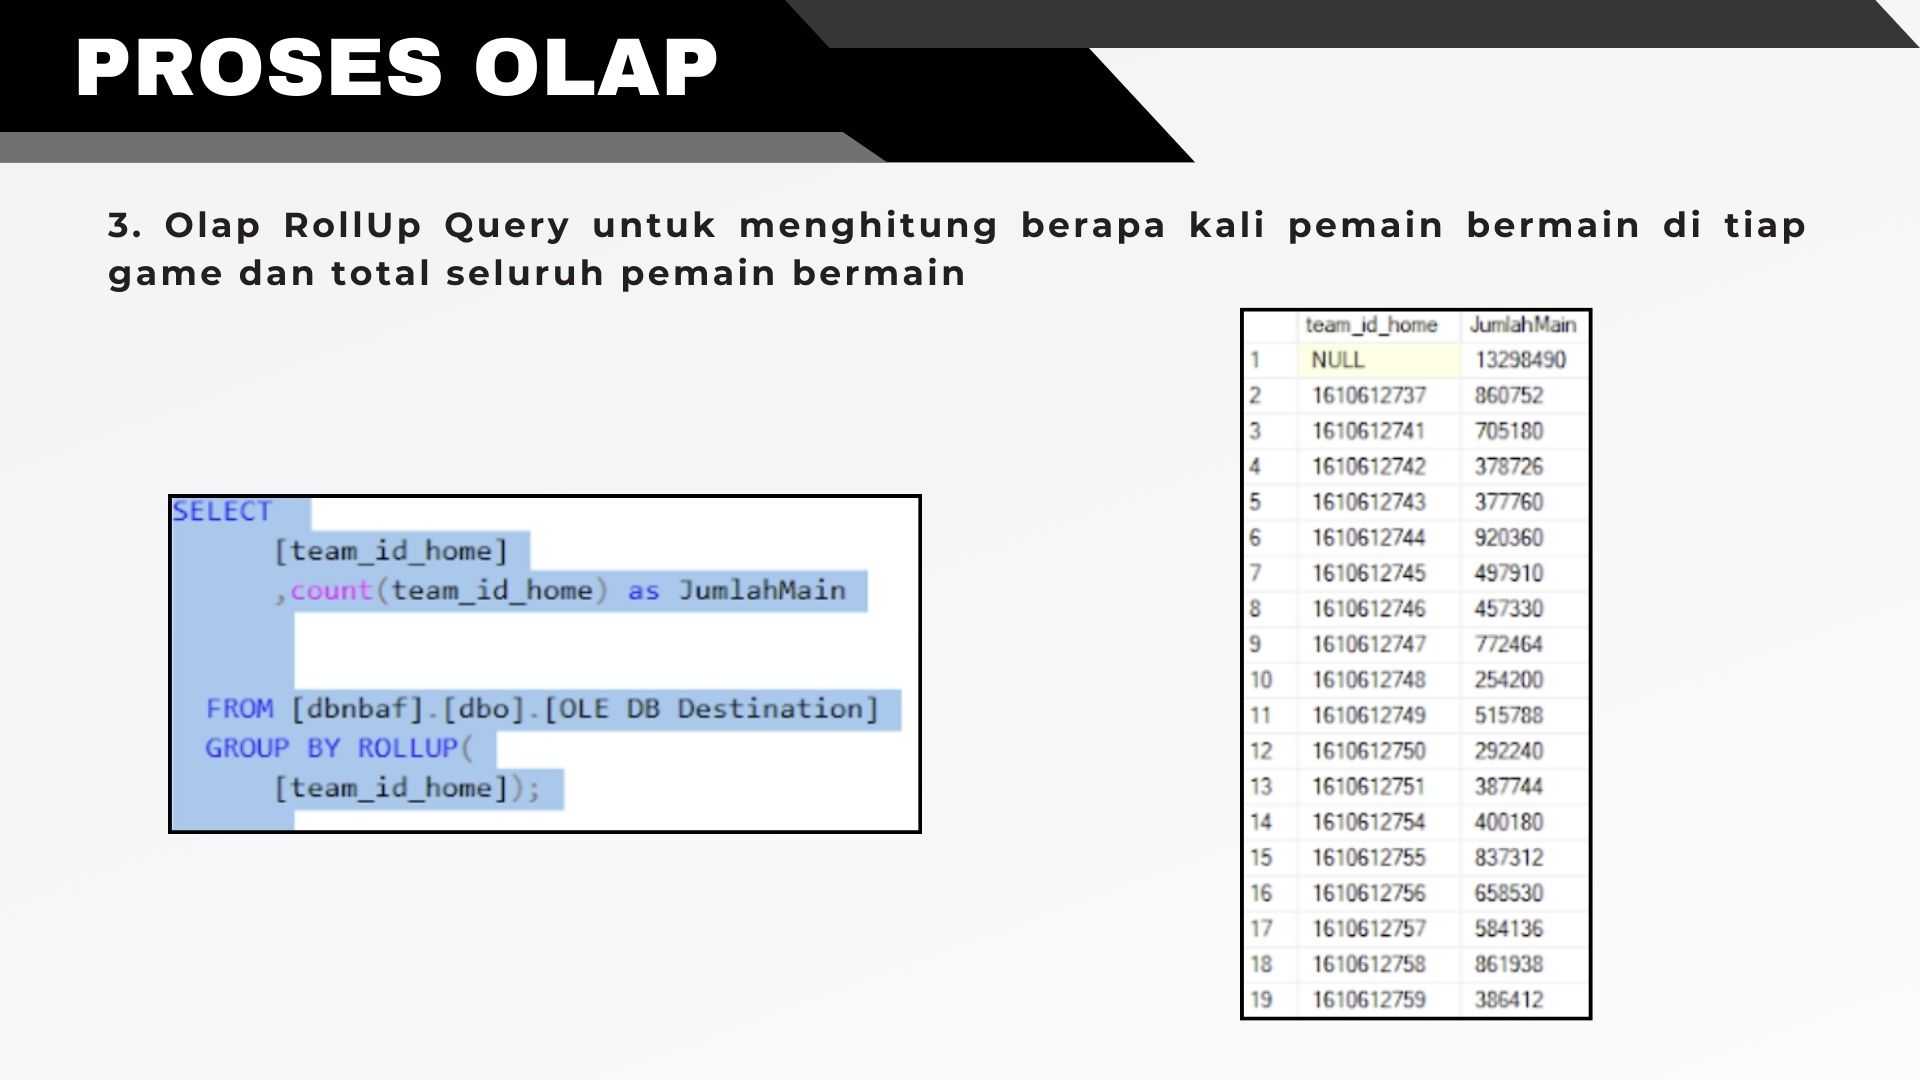 PROSES OLAP
3. Olap RollUp Query untuk menghitung berapa kali pemain bermain di tiap
game dan total seluruh pemain bermain
SELECT
[team_id_home]
,count(team_id_home) as JumlahMain
FROM [dbnbaf].[dbo].[OLE DB Destination]
GROUP BY ROLLUP(
[team_id_home]);
team_id_home JumlahMain
1 NULL 13298490
2 1610612737 860752
3 1610612741 705180
4 1610612742 378726
5 1610612743 377760
6 1610612744 920360
7 1610612745 497910
8 1610612746 457330
9 1610612747 772464
10 1610612748 254200
11 1610612749 515788
12 1610612750 292240
13 1610612751 387744
14 1610612754 400180
15 1610612755 837312
16 1610612756 658530
17 1610612757 584136
18 1610612758 861938
19 1610612759 386412